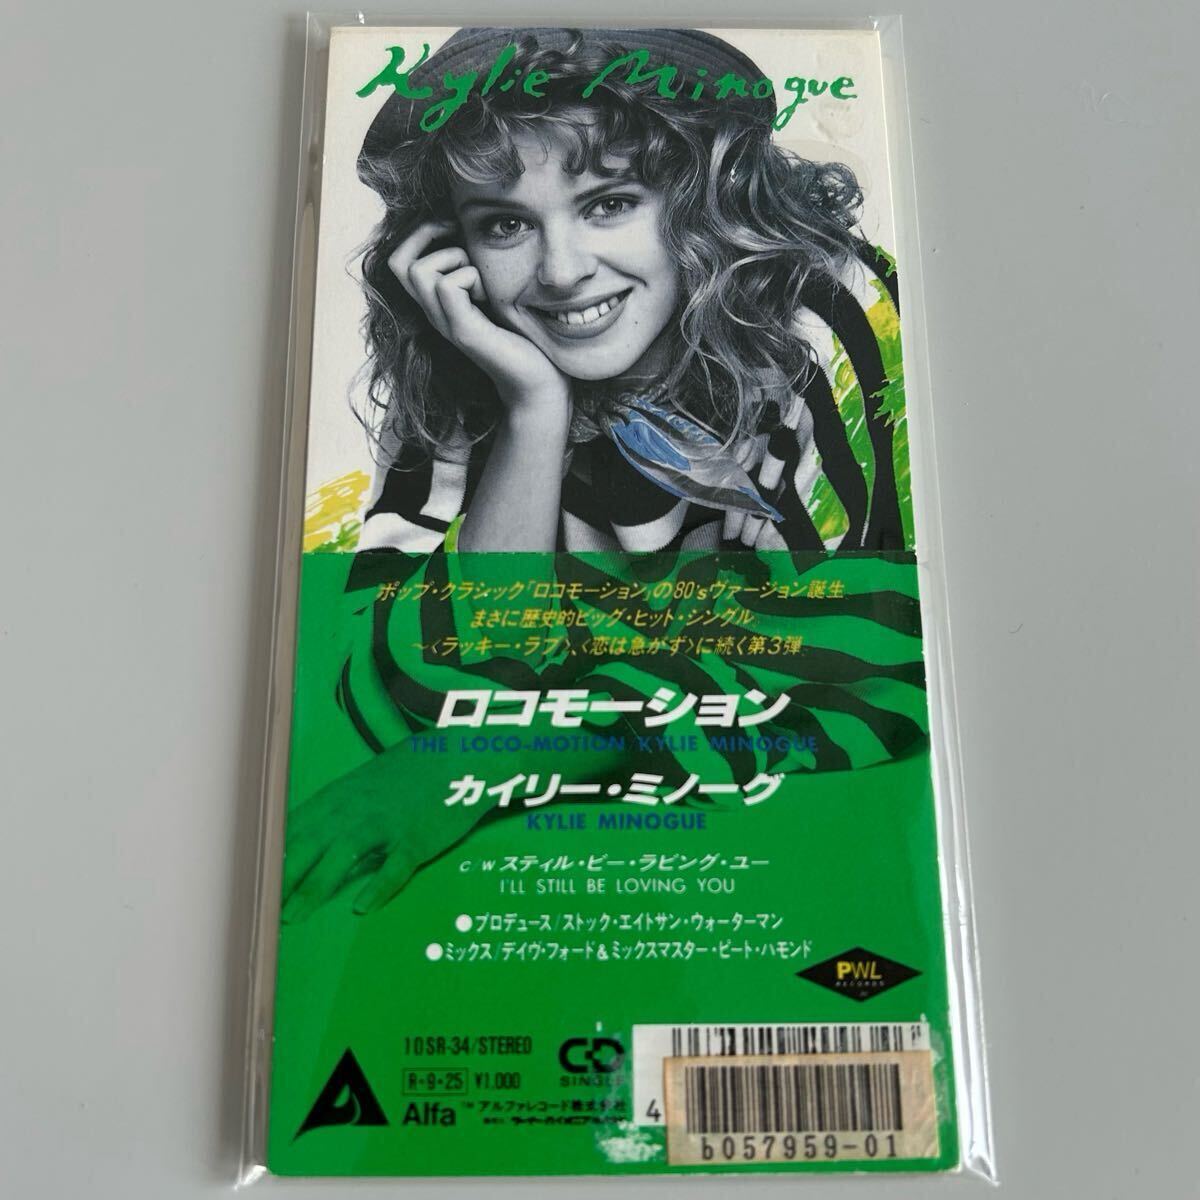 Kylie Minogue
ポップ・クラシック「ロコモーション」の80'sヴァージョン誕生
まさに歴史的ビッグ・ヒット・シングル
〜〈ラッキー・ラブ〉、〈恋は急がず〉に続く第3弾
ロコモーション
THE LOCO-MOTION/KYLIE MINOGUE
カイリー・ミノーグ
KYLIE MINOGUE
c/w スティル・ビー・ラビング・ユー
I'LL STILL BE LOVING YOU
●プロデュース/ストック・エイトサン・ウォーターマン
●ミックス/デイヴ・フォード&ミックスマスター・ピート・ハモンド
PWL
RECORDS
10SR-34/STEREO
CD
SINGLE
R・9・25 ¥1,000
Alfa™ アルファレコード株式会社
4
b057959-01